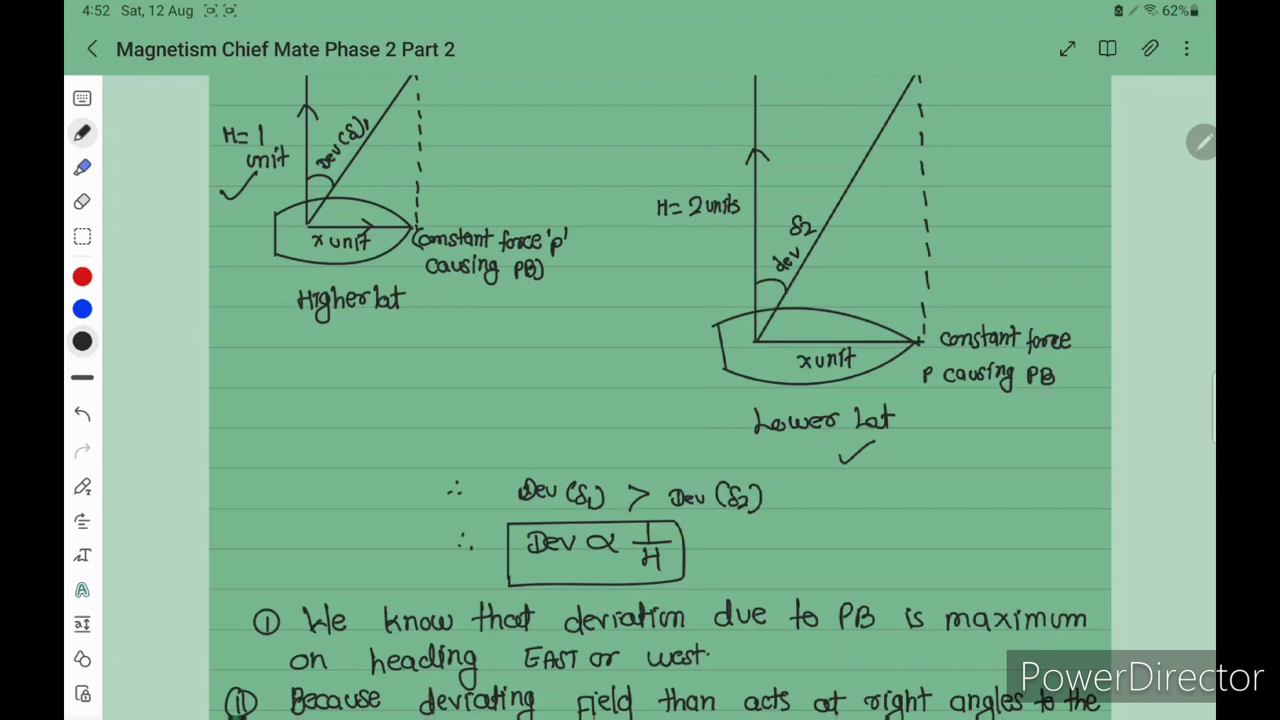 4:52 Sat, 12 Aug
62%
Magnetism Chief Mate Phase 2 Part 2
H= 1 unit
Dev (δ)1
x unit
(constant force 'p' causing PB)
Higher lat
H= 2 units
dev δ2
x unit
constant force P causing PB
Lower Lat
∴ Dev (δ1) > Dev (δ2)
∴ Dev ∝ 1/H
① We know that deviation due to PB is maximum
on heading EAST or west.
② Because deviating Field than acts at right angles to the
PowerDirector